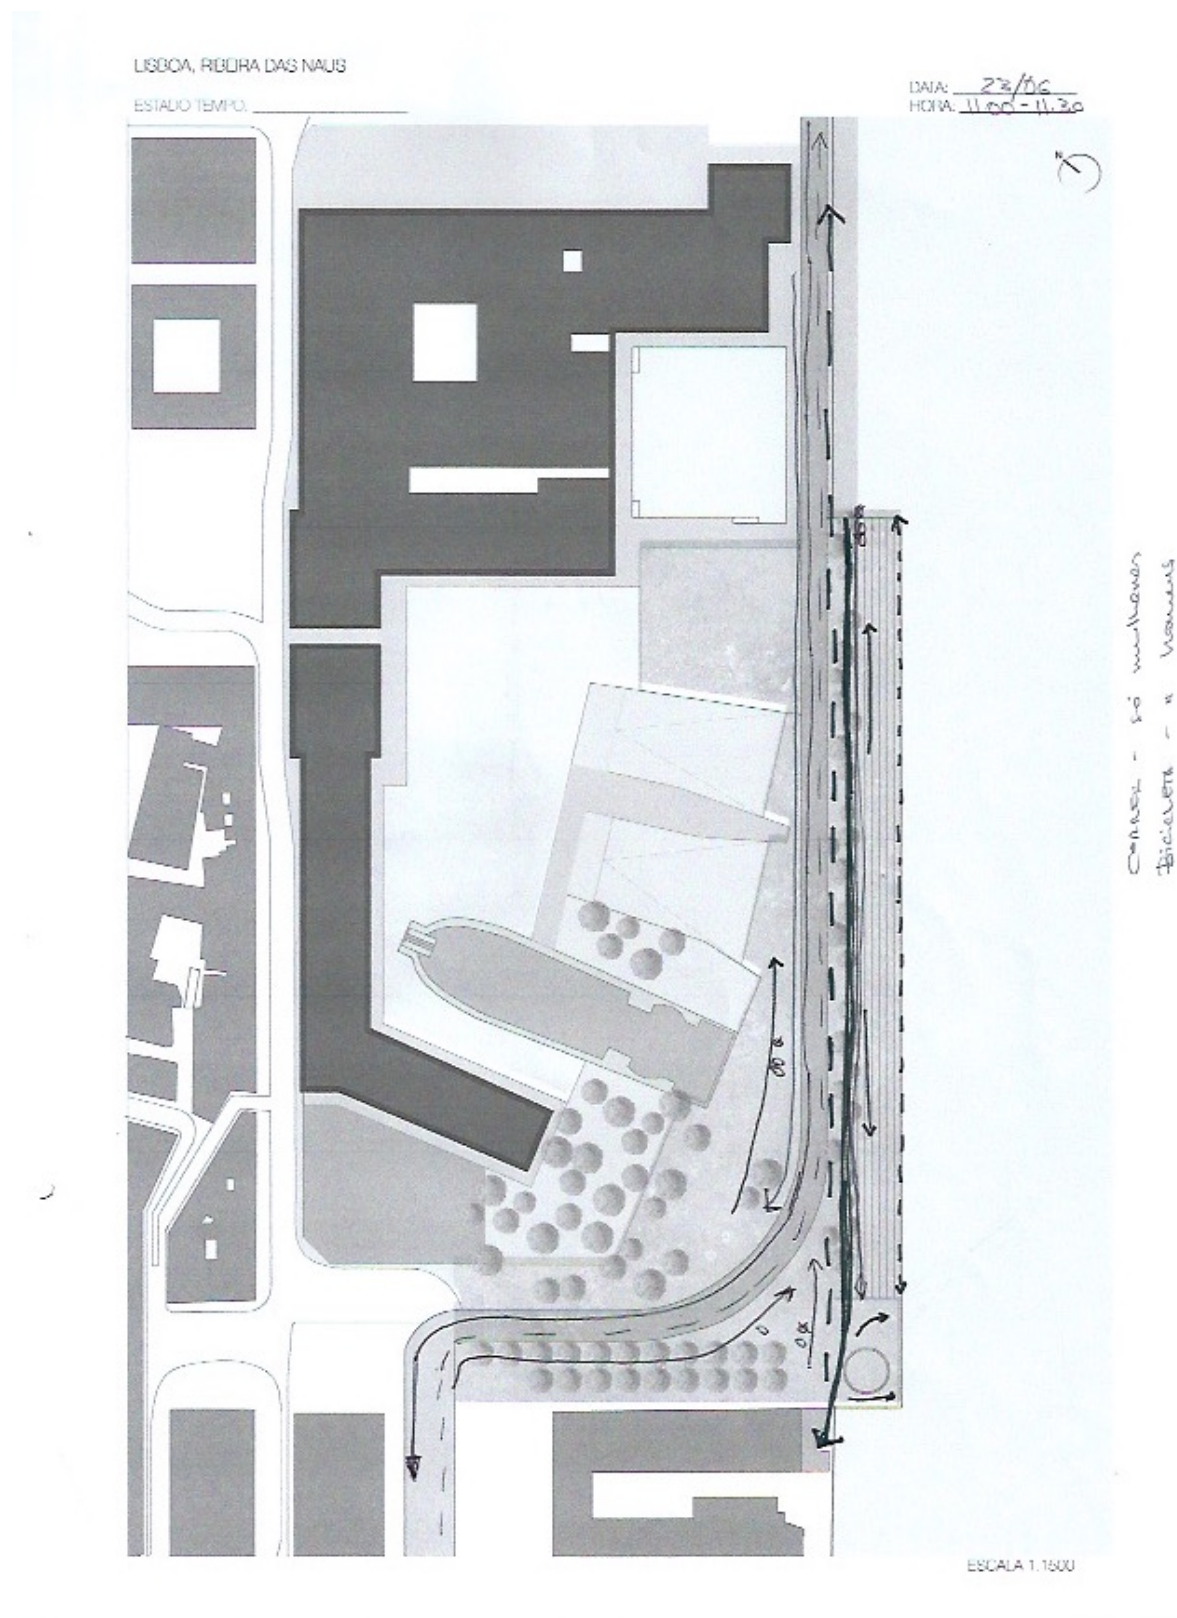 LISBOA, RIBEIRA DAS NAUS
ESTADO TEMPO:
DATA: 23/06
HORA: 11.00 - 11.30
N
CORRER - só mulheres
Bicicleta - " homens
ESCALA 1.1500